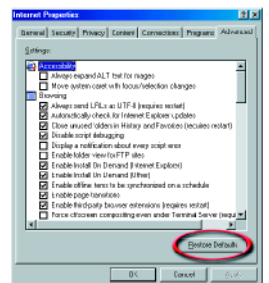 Internet Properties
General Security Privacy Content Connections Programs Advanced
Settings:
Accessibility
Always expand ALT text for images
Move system caret with focus/selection changes
Browsing
Always send URLs as UTF-8 (requires restart)
Automatically check for Internet Explorer updates
Close unused folders in History and Favorites (requires restart)
Disable script debugging
Display a notification about every script error
Enable folder view for FTP sites
Enable Install On Demand (Internet Explorer)
Enable Install On Demand (Other)
Enable offline items to be synchronized on a schedule
Enable page transitions
Enable third-party browser extensions (requires restart)
Force offscreen compositing even under Terminal Server (requi
Restore Defaults
OK Cancel Apply